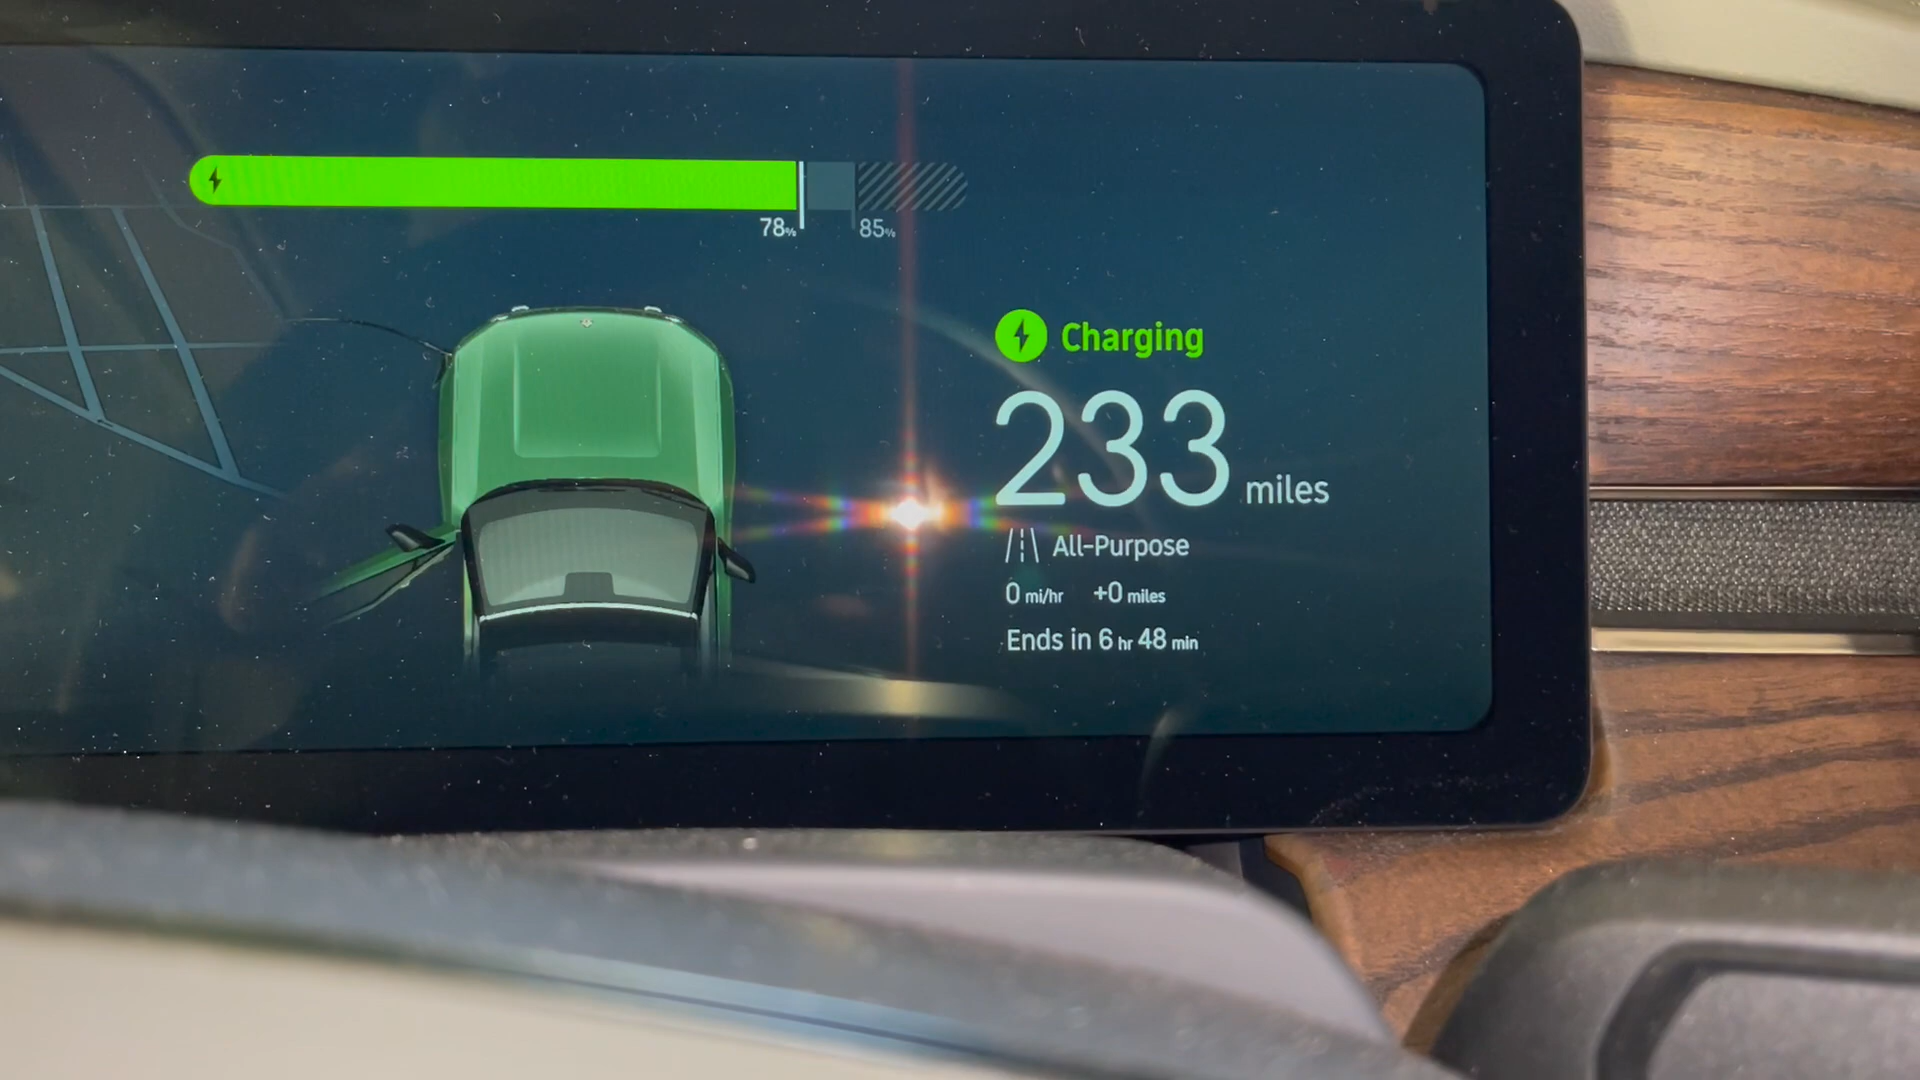 78%
85%
Charging
233 miles
All-Purpose
0 mi/hr +0 miles
Ends in 6 hr 48 min